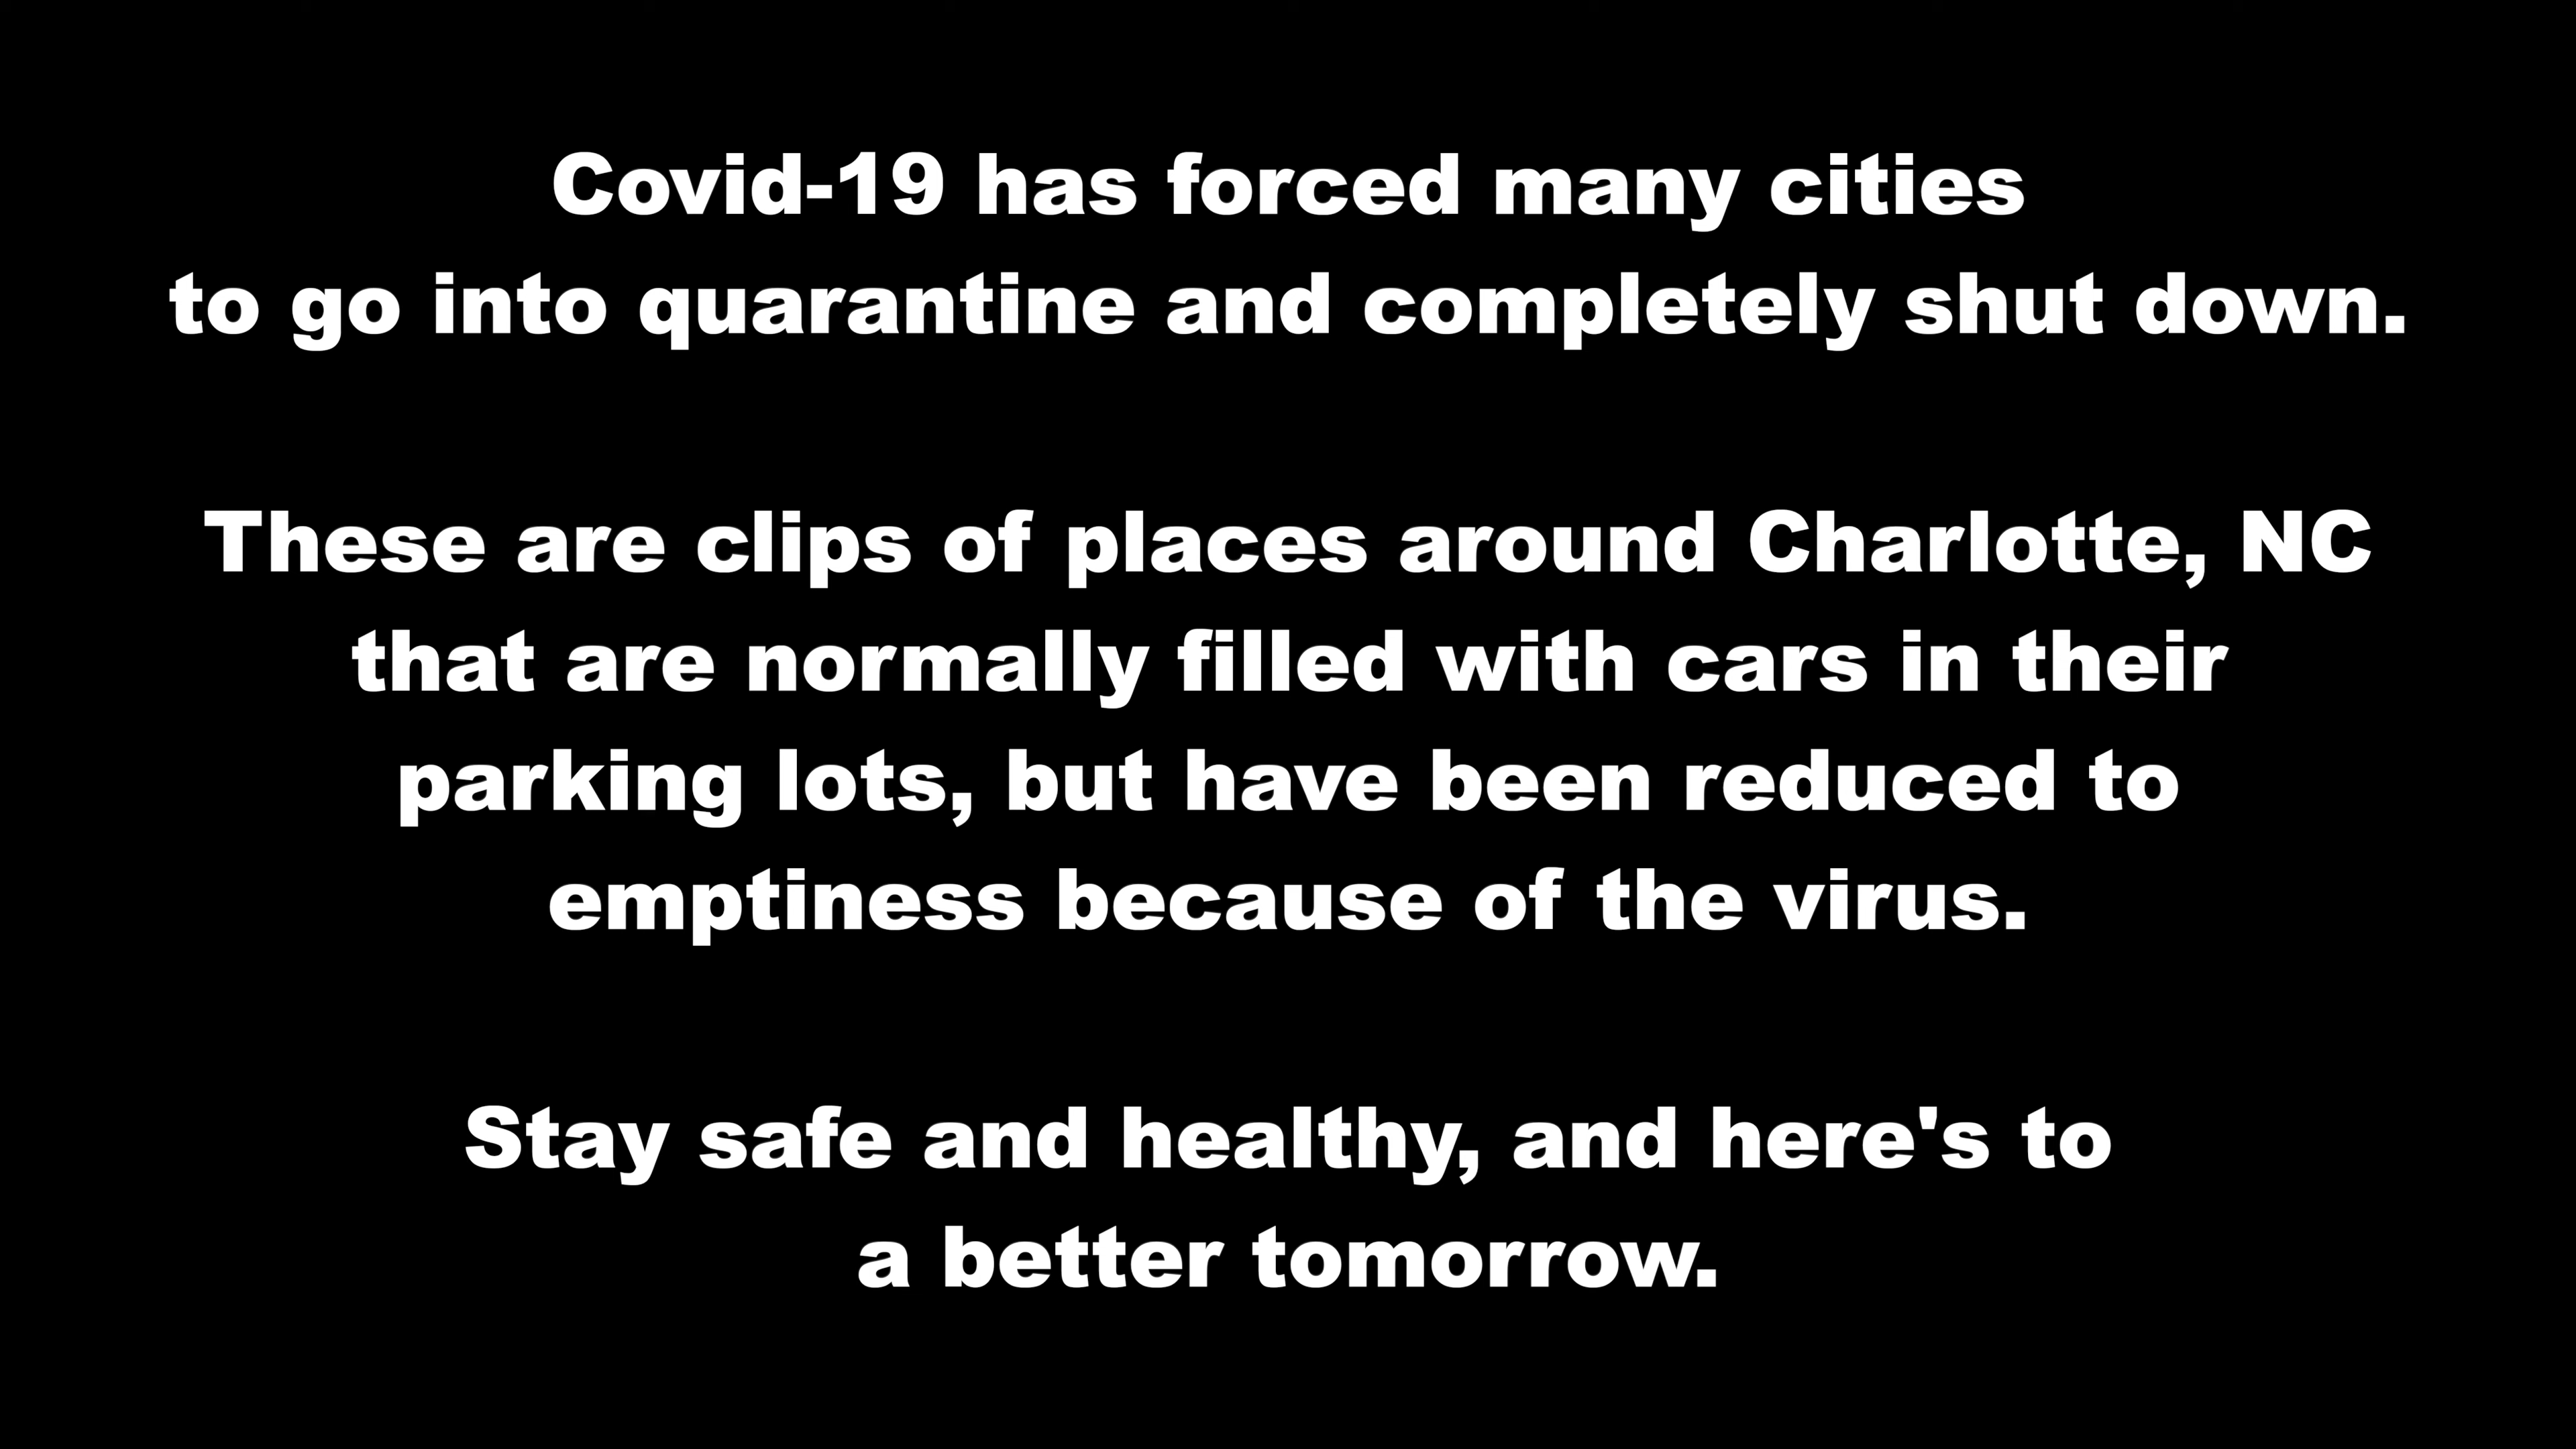 Covid-19 has forced many cities
to go into quarantine and completely shut down.
These are clips of places around Charlotte, NC
that are normally filled with cars in their
parking lots, but have been reduced to
emptiness because of the virus.
Stay safe and healthy, and here's to
a better tomorrow.